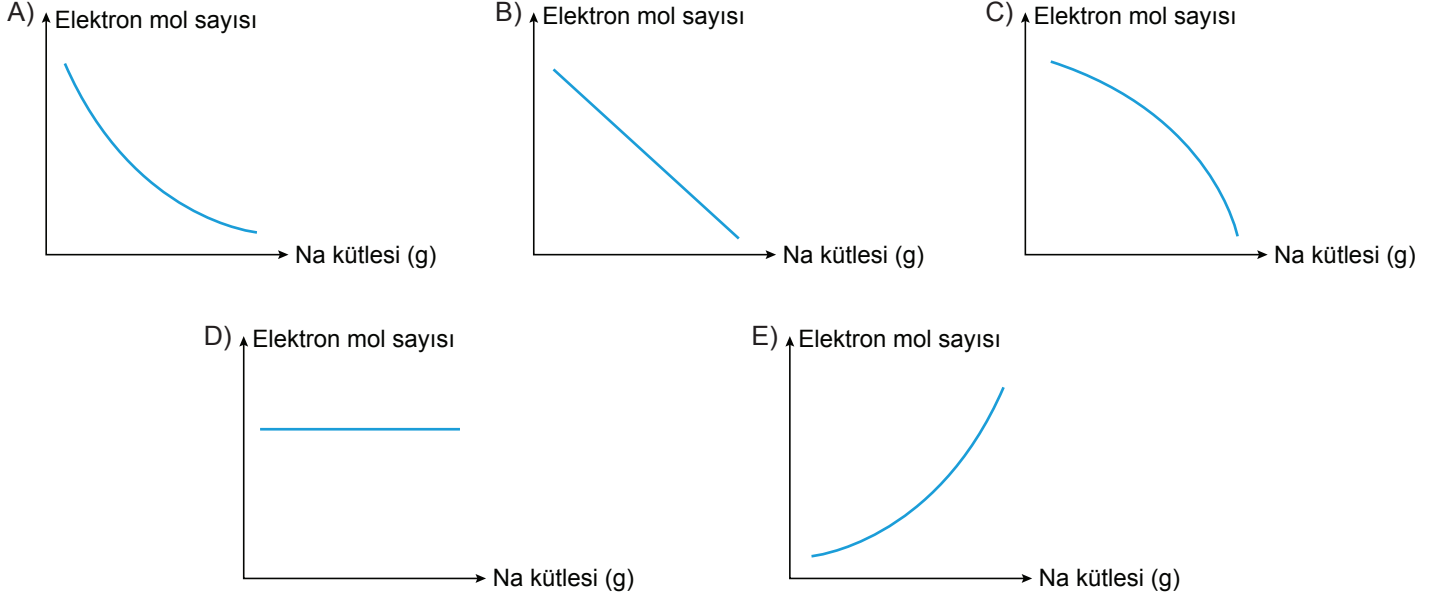 A) Elektron mol sayısı
Na kütlesi (g)
B) Elektron mol sayısı
Na kütlesi (g)
C) Elektron mol sayısı
Na kütlesi (g)
D) Elektron mol sayısı
Na kütlesi (g)
E) Elektron mol sayısı
Na kütlesi (g)